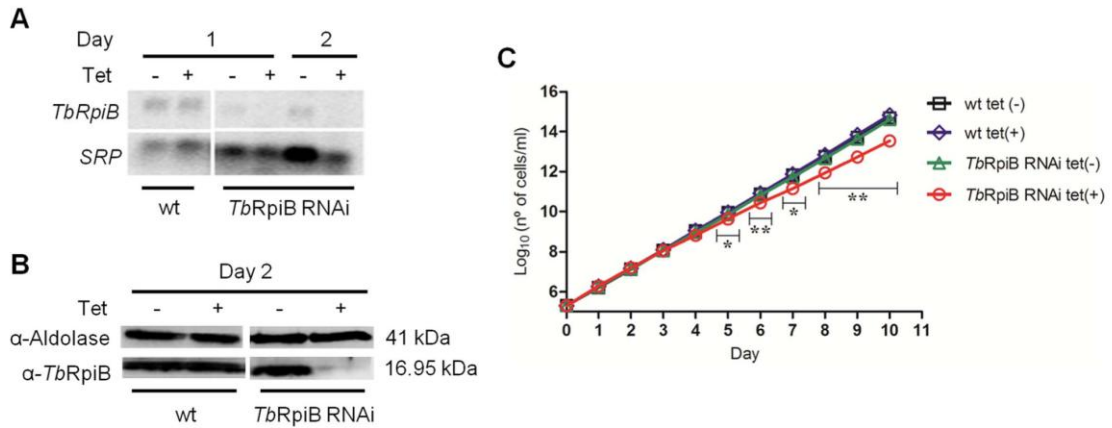 A
Day 1 2
Tet - + - + - +
TbRpiB
SRP
wt TbRpiB RNAi
B
Day 2
Tet - + - +
α-Aldolase 41 kDa
α-TbRpiB 16.95 kDa
wt TbRpiB RNAi
C
Log10 (nº of cells/ml)
16
14
12
10
8
6
* ** * **
0 1 2 3 4 5 6 7 8 9 10 11
Day
wt tet (-)
wt tet(+)
TbRpiB RNAi tet(-)
TbRpiB RNAi tet(+)